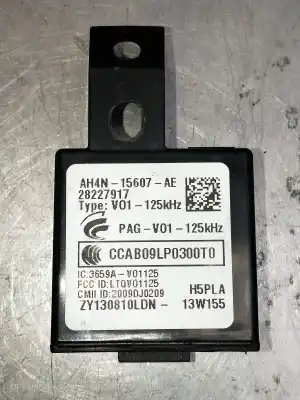 AH4N-15607-AE
28227917
Type: V01-125kHz
PAG-V01-125kHz
CCAB09LP0300T0
IC:3659A-V01125
FCC ID:LTQV01125
CMII ID:2009DJ0209
H5PLA
ZY130810LDN - 13W155